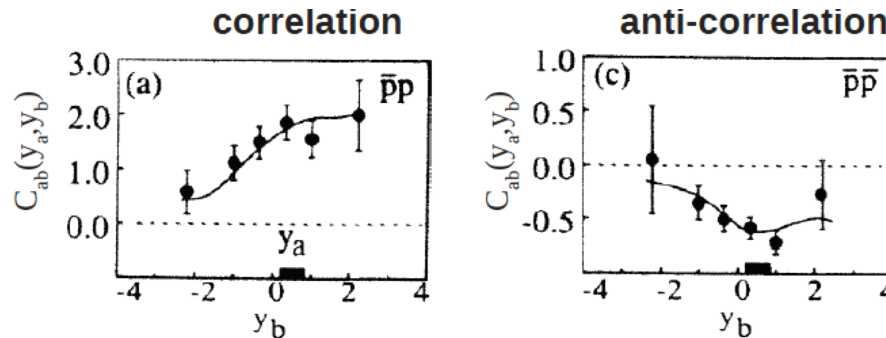 correlation
anti-correlation
3.0
(a)
p̄p
2.0
1.0
0.0
C_ab(y_a,y_b)
y_a
-4
-2
0
2
4
y_b
1.0
(c)
p̄p̄
0.5
0.0
-0.5
C_ab(y_a,y_b)
-4
-2
0
2
4
y_b